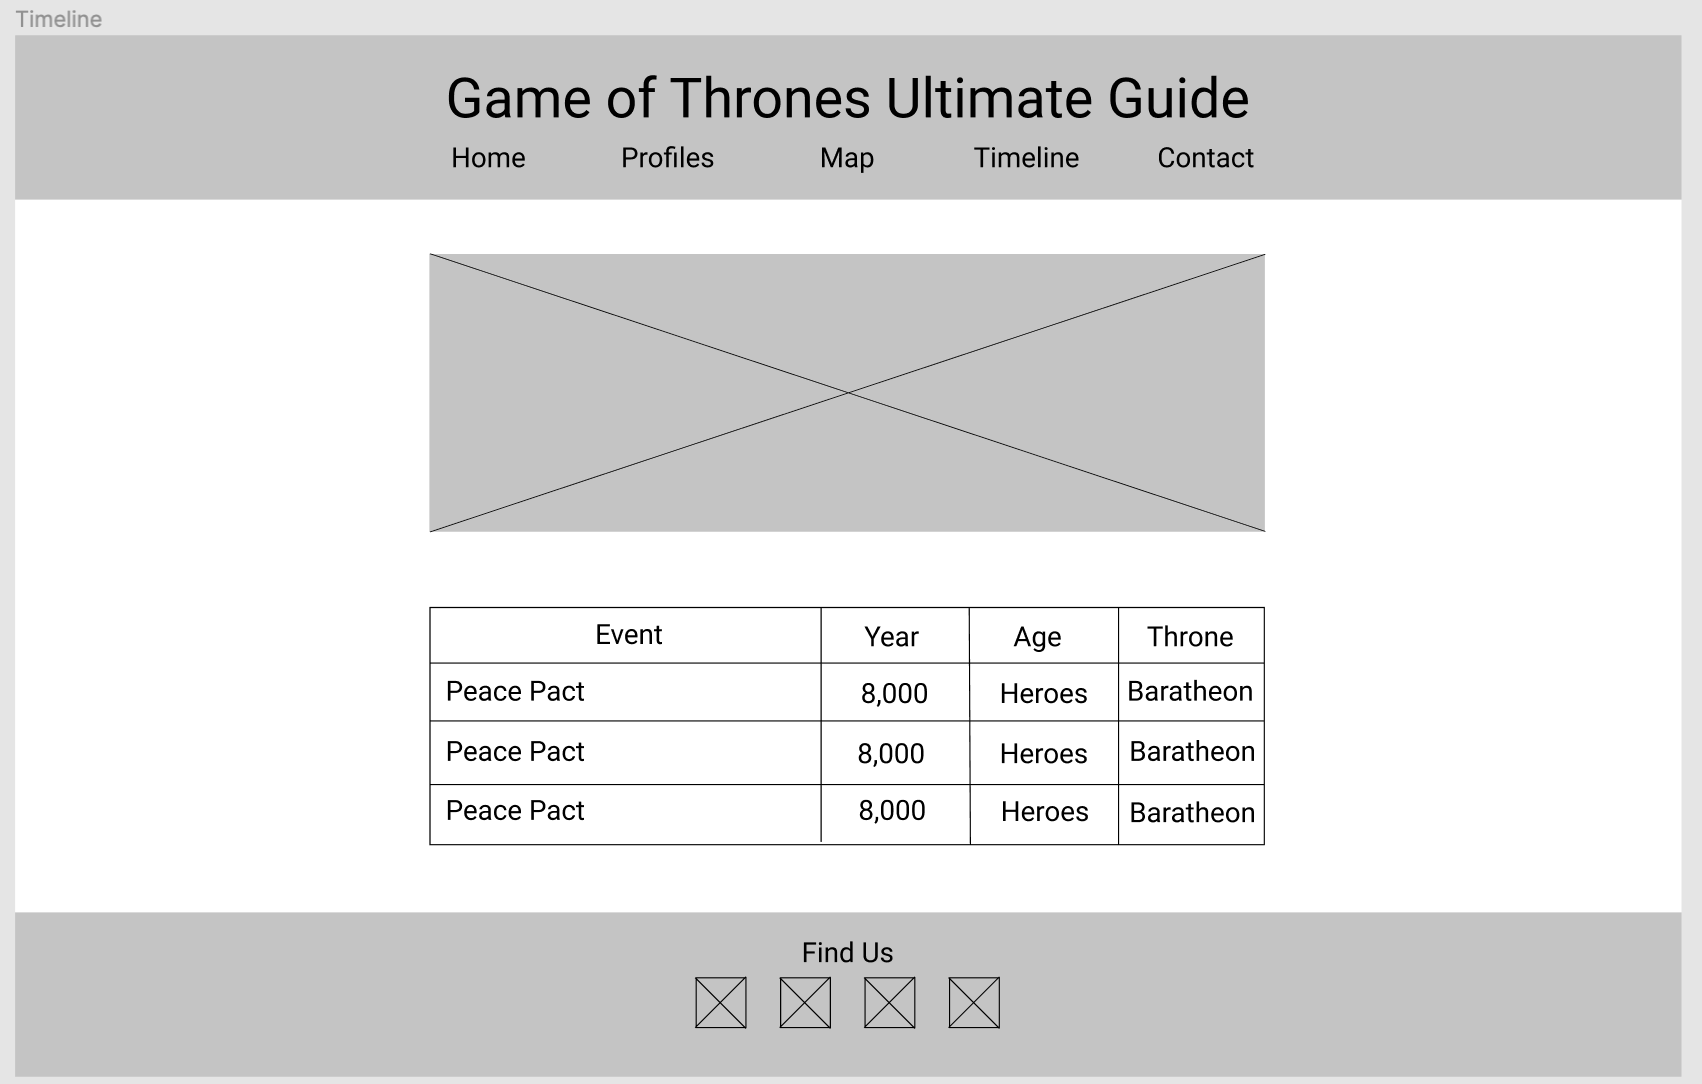 Timeline
Game of Thrones Ultimate Guide
Home Profiles Map Timeline Contact
Event Year Age Throne
Peace Pact 8,000 Heroes Baratheon
Peace Pact 8,000 Heroes Baratheon
Peace Pact 8,000 Heroes Baratheon
Find Us